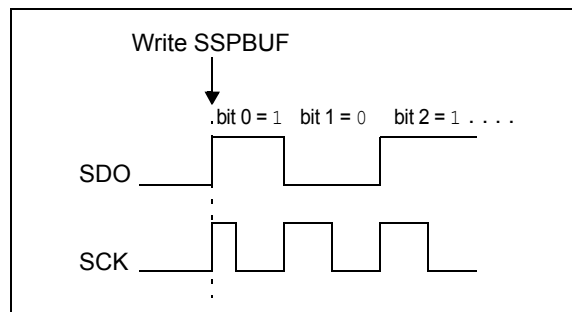 Write SSPBUF
bit 0 = 1 bit 1 = 0 bit 2 = 1 . . . .
SDO
SCK